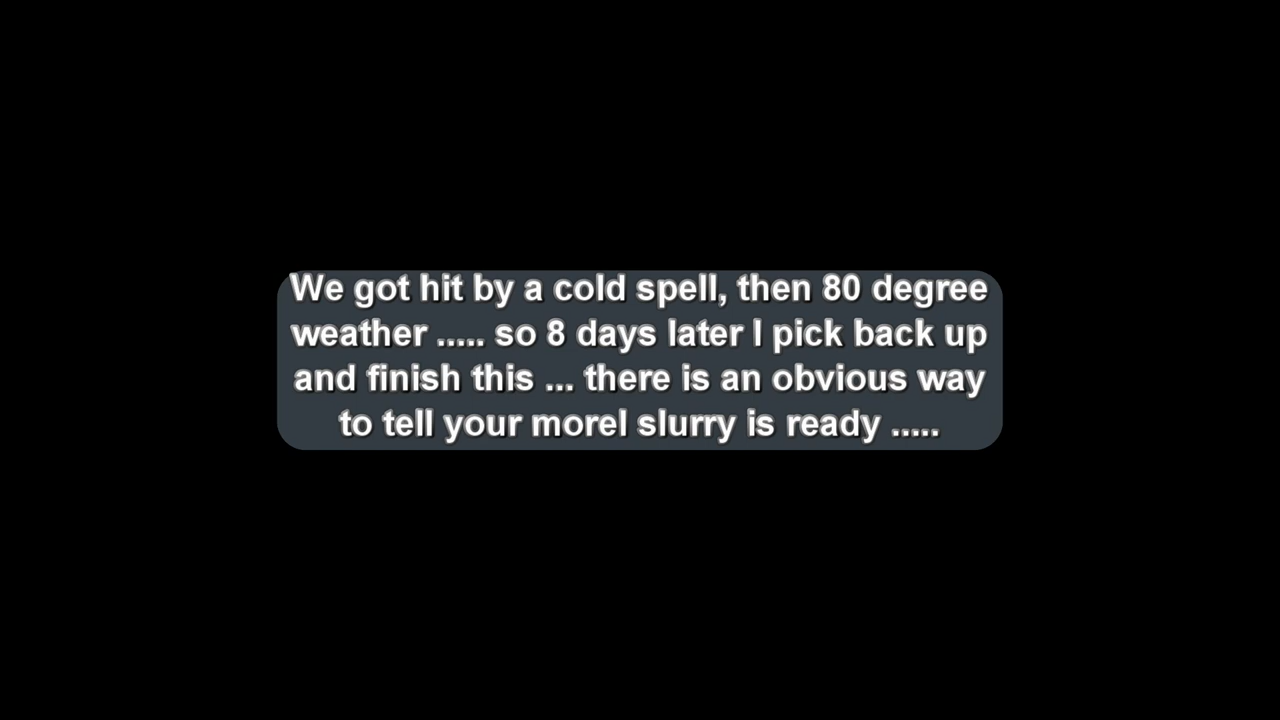 We got hit by a cold spell, then 80 degree
weather ..... so 8 days later I pick back up
and finish this ... there is an obvious way
to tell your morel slurry is ready .....